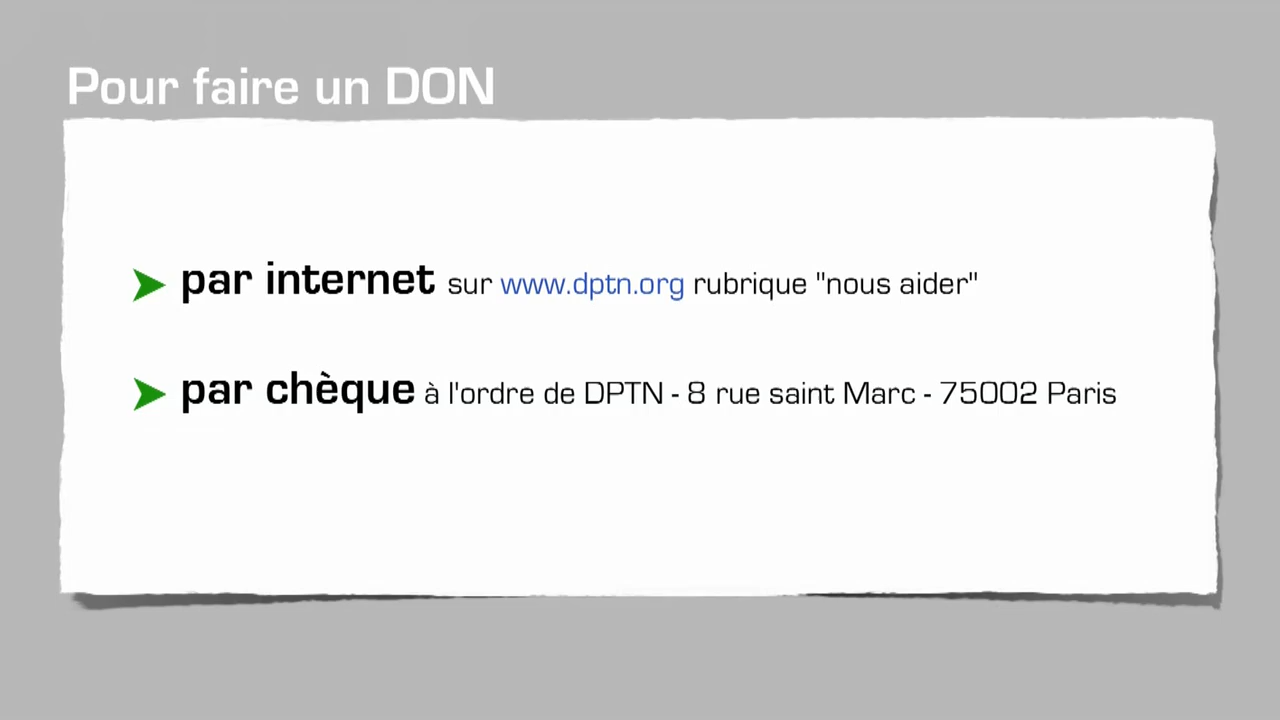 Pour faire un DON
par internet sur www.dptn.org rubrique "nous aider"
par chèque à l'ordre de DPTN - 8 rue saint Marc - 75002 Paris